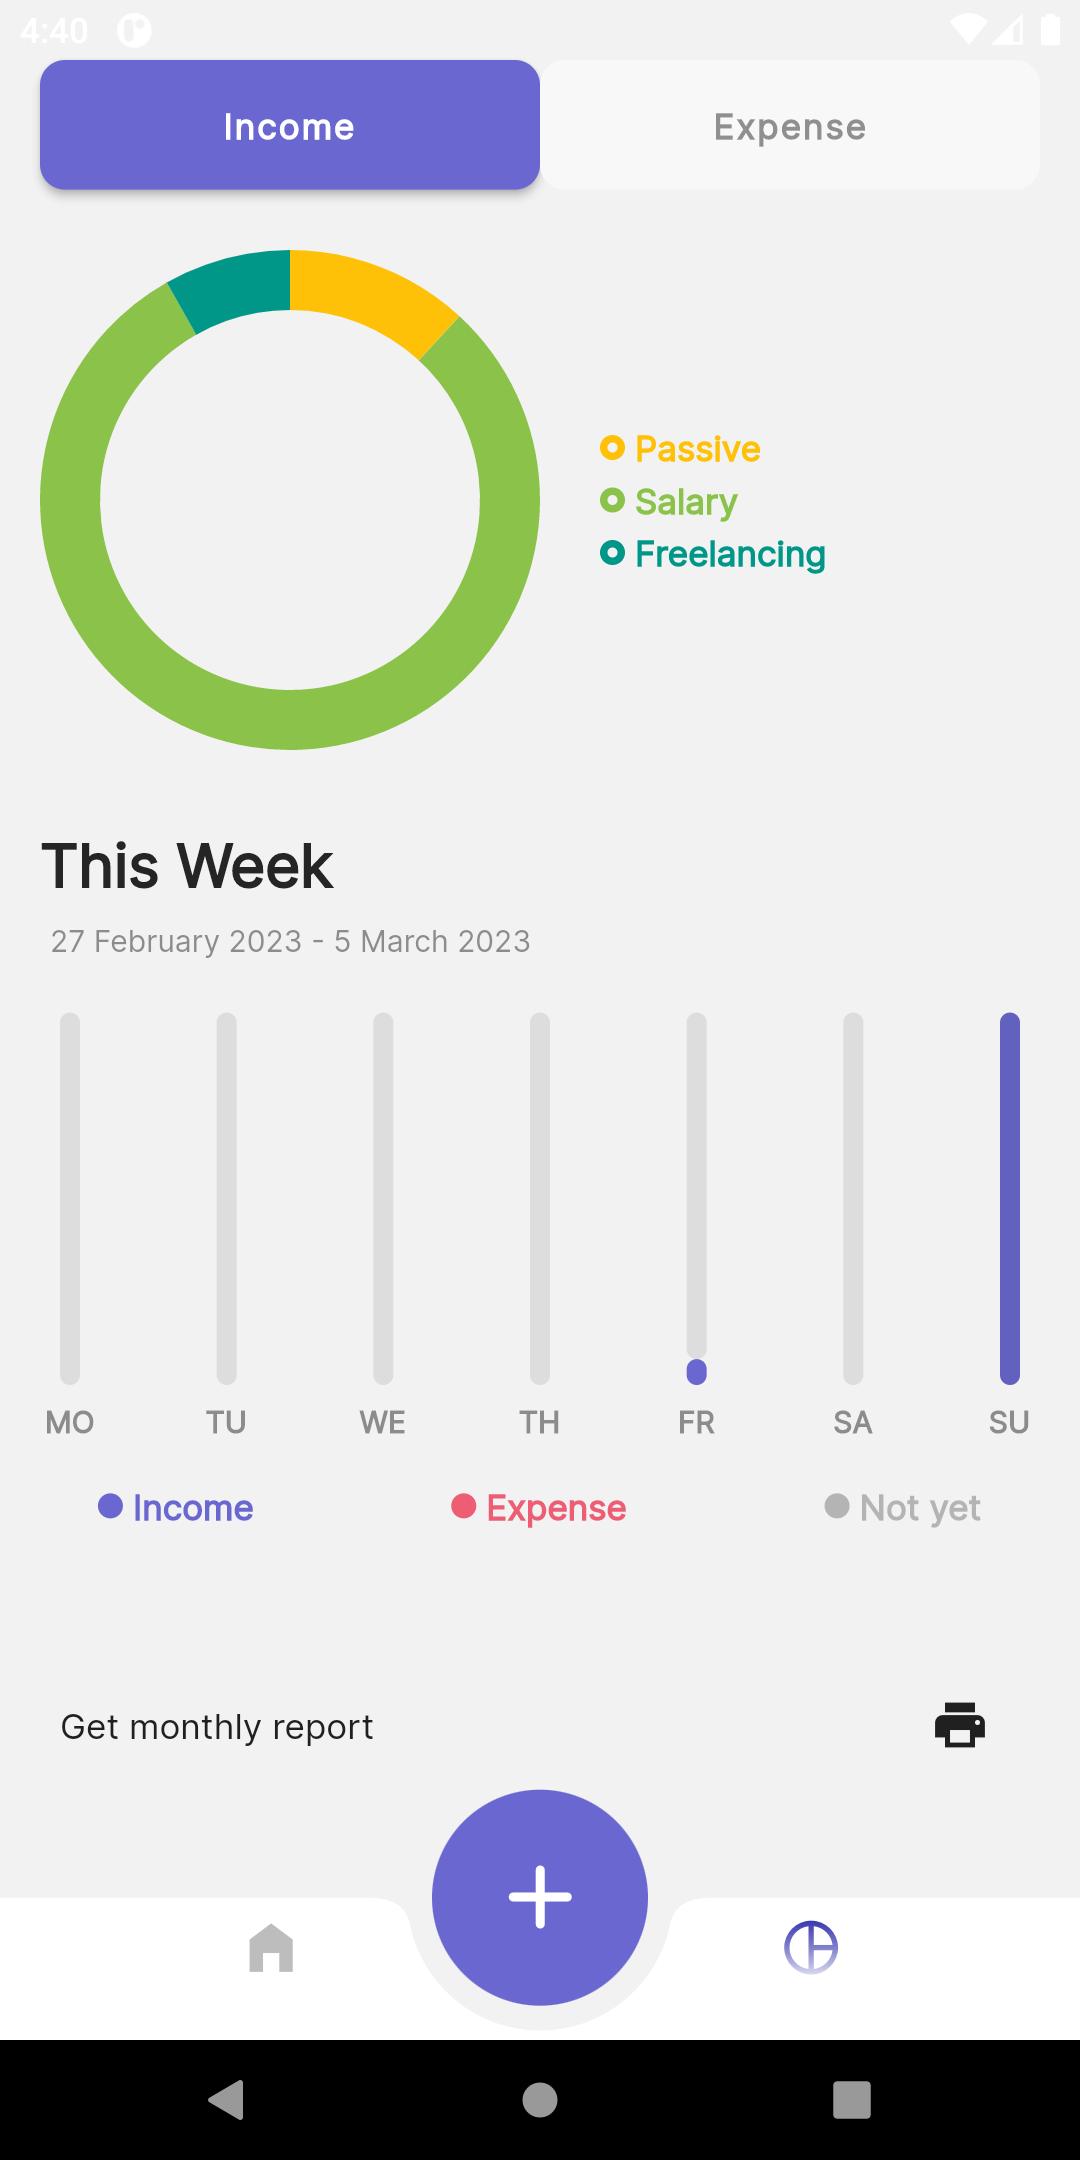 4:40
Income Expense
Passive
Salary
Freelancing
This Week
27 February 2023 - 5 March 2023
MO TU WE TH FR SA SU
Income Expense Not yet
Get monthly report